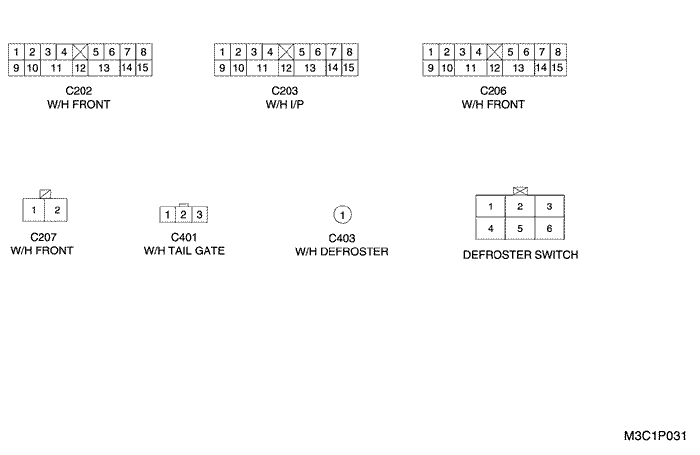 1 2 3 4 5 6 7 8 1 2 3 4 5 6 7 8 1 2 3 4 5 6 7 8
9 10 11 12 13 14 15 9 10 11 12 13 14 15 9 10 11 12 13 14 15
C202 C203 C206
W/H FRONT W/H I/P W/H FRONT
1 2 1 2 3 1 1 2 3
4 5 6
C207 C401 C403
W/H FRONT W/H TAIL GATE W/H DEFROSTER DEFROSTER SWITCH
M3C1P031